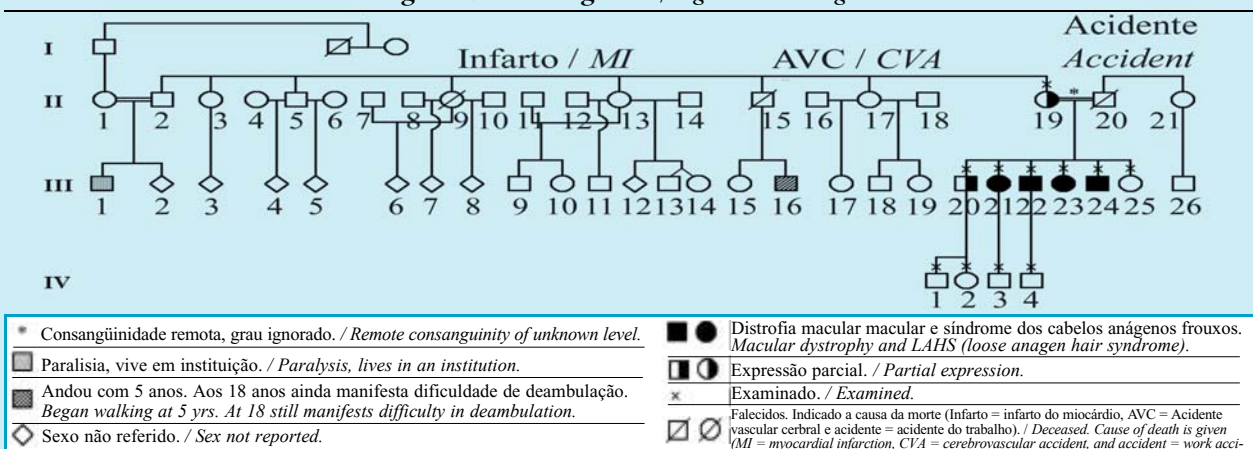 Acidente
I Infarto / MI AVC / CVA Accident
*
II
1 2 3 4 5 6 7 8 9 10 11 12 13 14 15 16 17 18 19 20 21
III
1 2 3 4 5 6 7 8 9 10 11 12 13 14 15 16 17 18 19 20 21 22 23 24 25 26
IV
1 2 3 4
* Consangüinidade remota, grau ignorado. / Remote consanguinity of unknown level.
Paralisia, vive em instituição. / Paralysis, lives in an institution.
Andou com 5 anos. Aos 18 anos ainda manifesta dificuldade de deambulação.
Began walking at 5 yrs. At 18 still manifests difficulty in deambulation.
Sexo não referido. / Sex not reported.
Distrofia macular macular e síndrome dos cabelos anágenos frouxos.
Macular dystrophy and LAHS (loose anagen hair syndrome).
Expressão parcial. / Partial expression.
x Examinado. / Examined.
Falecidos. Indicado a causa da morte (Infarto = infarto do miocárdio, AVC = Acidente
vascular cerbral e acidente = acidente do trabalho). / Deceased. Cause of death is given
(MI = myocardial infarction, CVA = cerebrovascular accident, and accident = work acci-